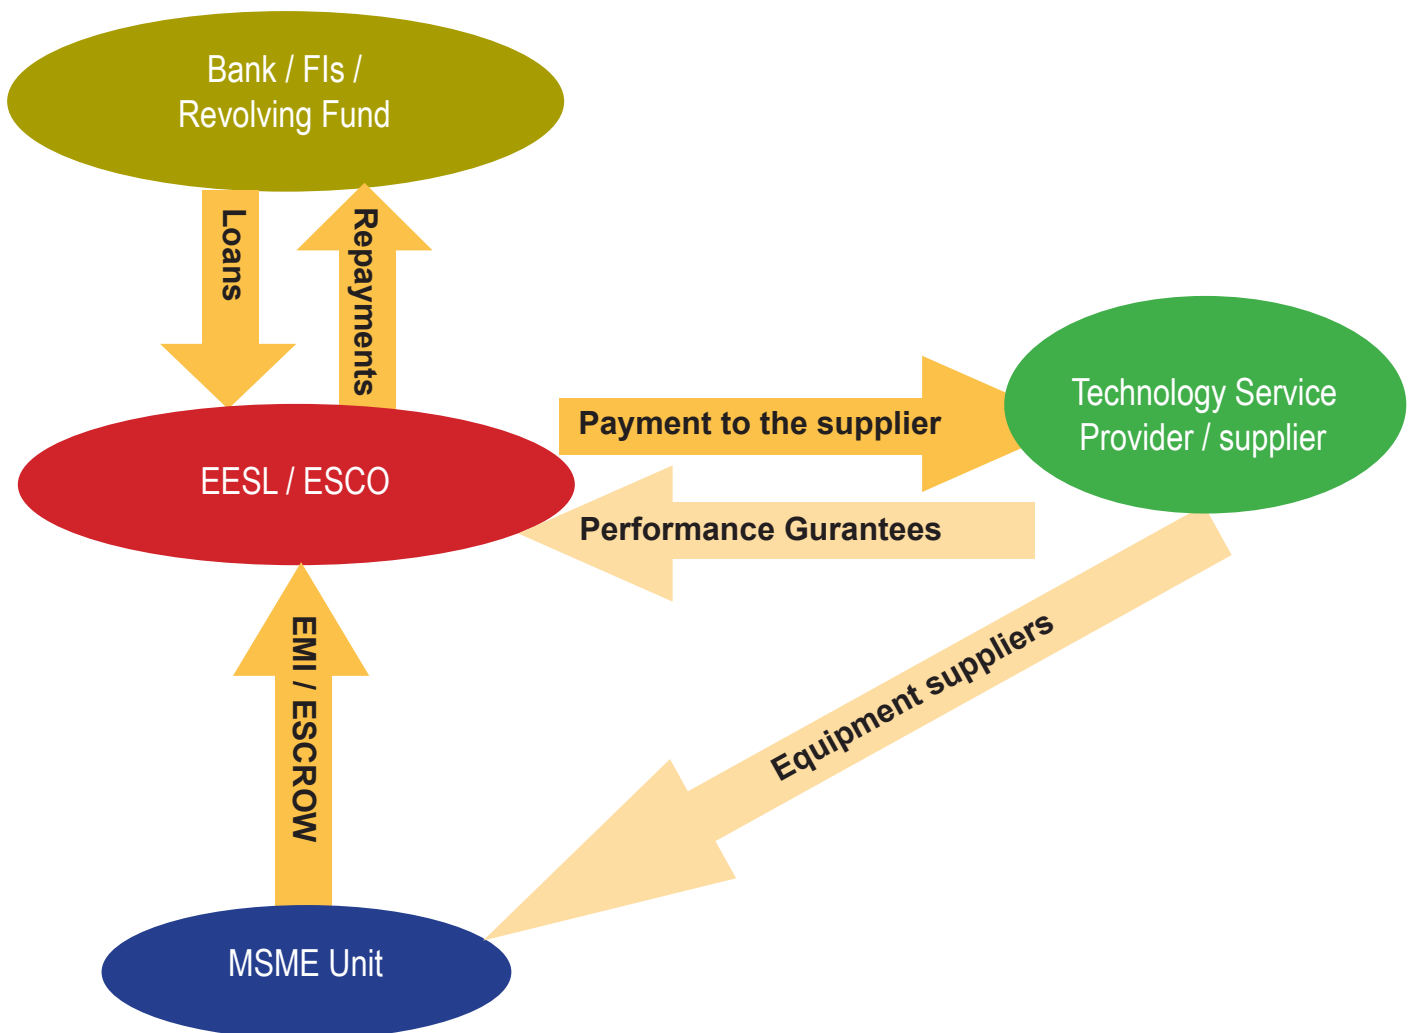 Bank / FIs /
Revolving Fund
Loans
Repayments
Technology Service
Provider / supplier
Payment to the supplier
EESL / ESCO
Performance Gurantees
Equipment suppliers
EMI / ESCROW
MSME Unit